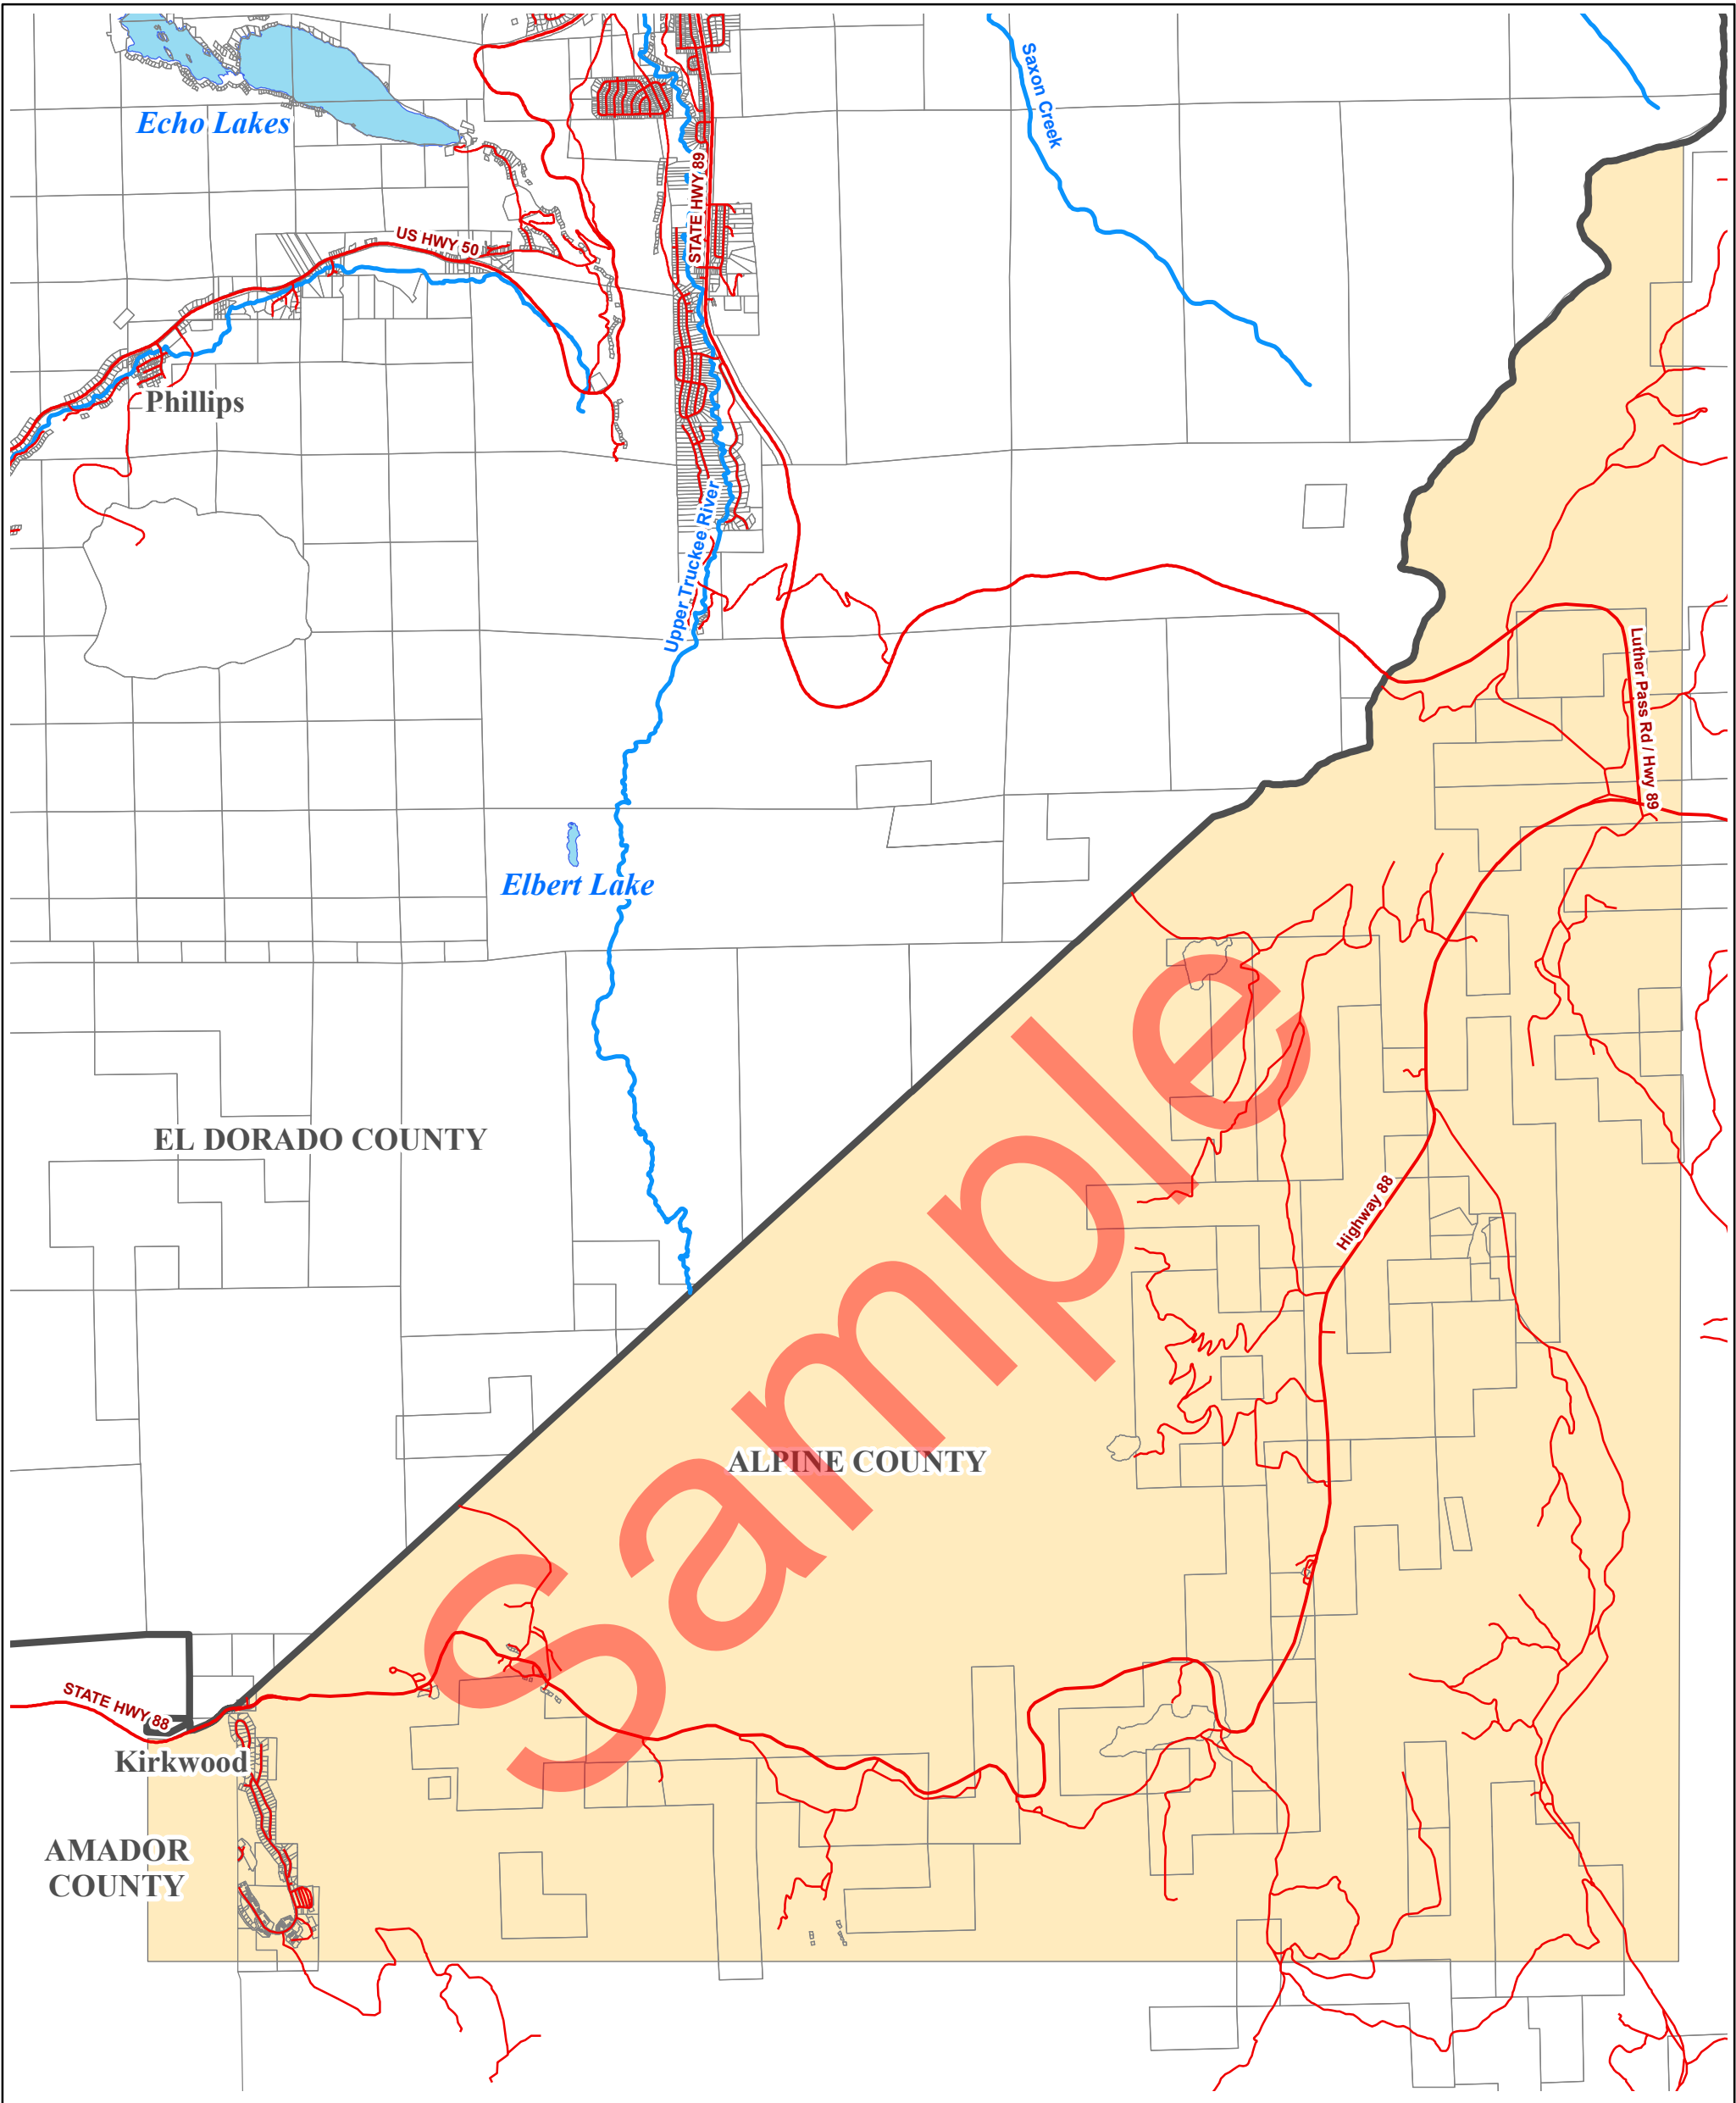 Echo Lakes
Saxon Creek
STATE HWY 89
US HWY 50
Phillips
Upper Truckee River
Luther Pass Rd / Hwy 89
Elbert Lake
EL DORADO COUNTY
Highway 88
Sample
ALPINE COUNTY
STATE HWY 88
Kirkwood
AMADOR
COUNTY